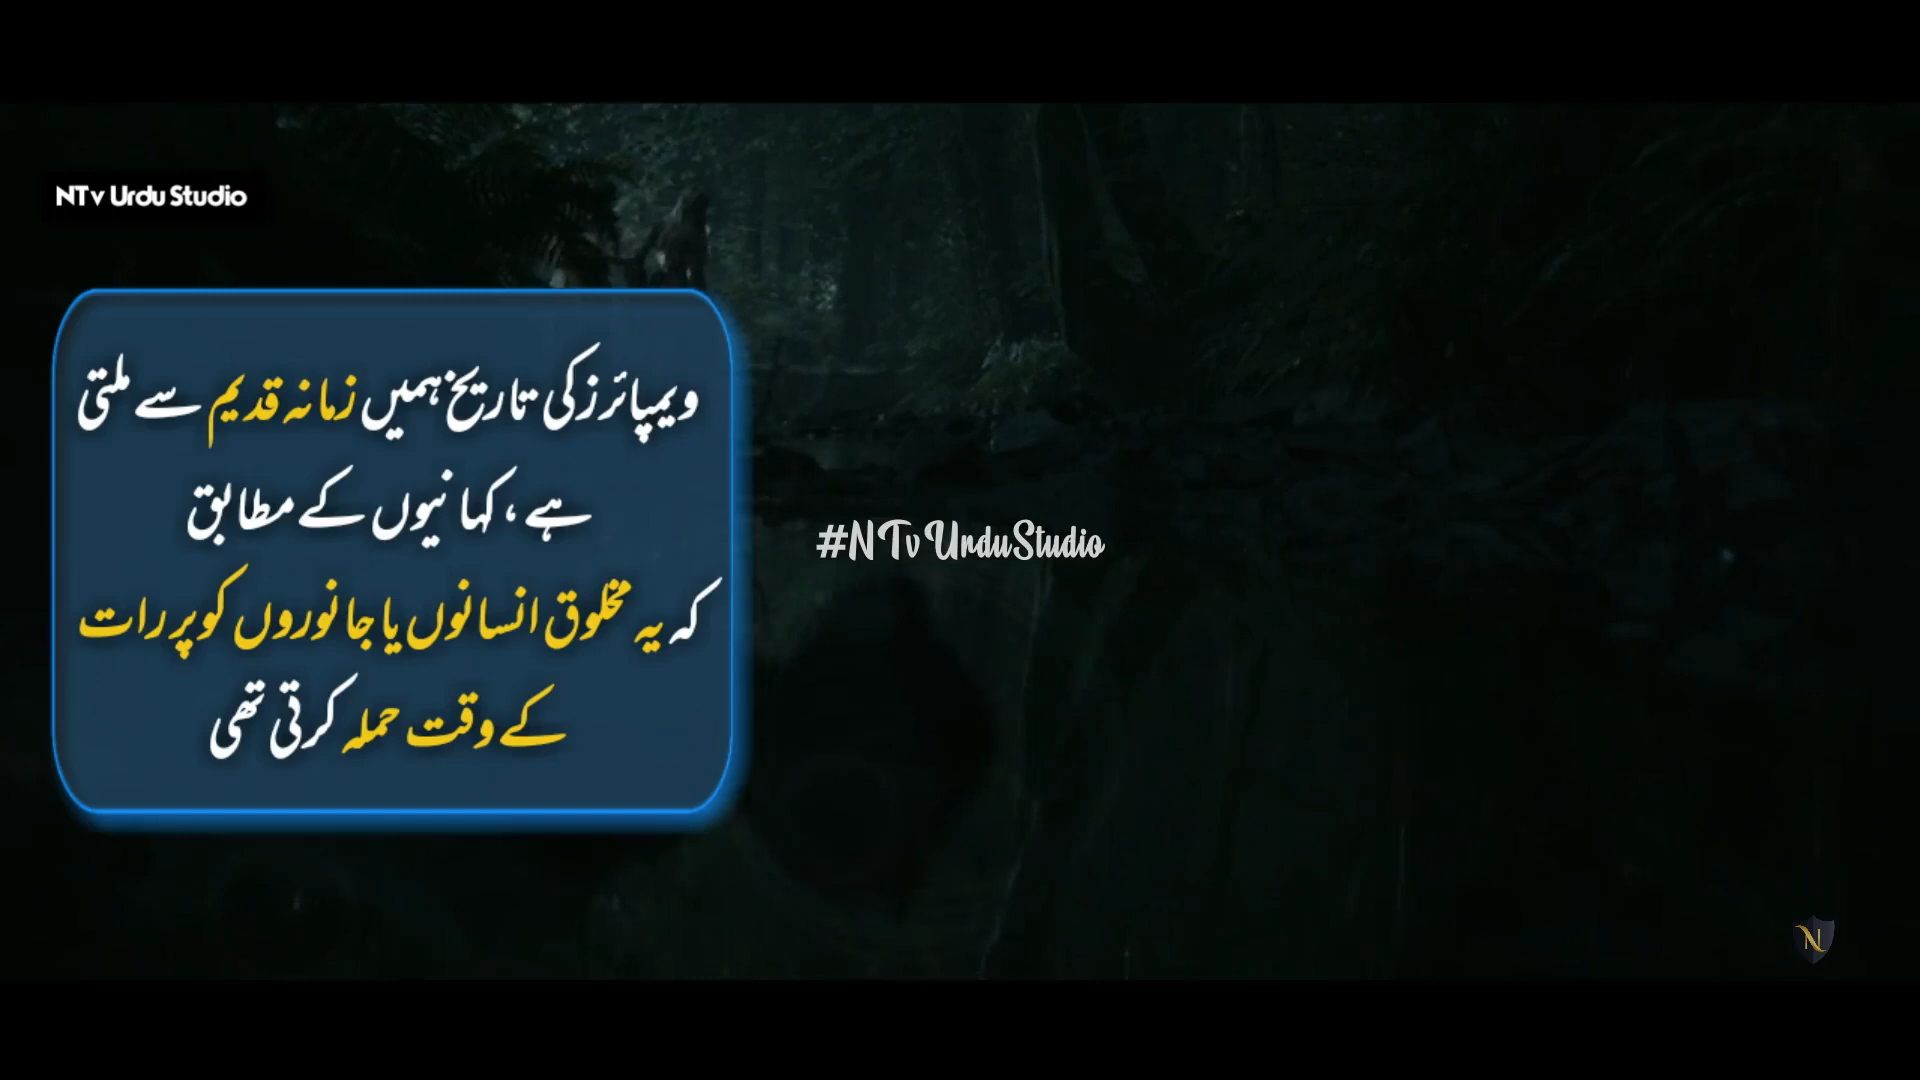 NTv Urdu Studio
ویمپائرز کی تاریخ ہمیں زمانہ قدیم سے ملتی
ہے، کہانیوں کے مطابق
کہ یہ مخلوق انسانوں یا جانوروں کو پر رات
کے وقت حملہ کرتی تھی
#NTvUrduStudio
N